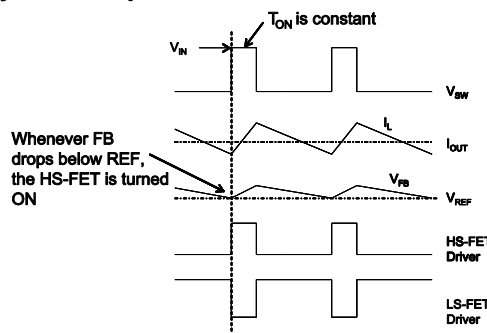 TON is constant
VIN
VSW
IL
IOUT
Whenever FB
drops below REF,
the HS-FET is turned
ON
VFB
VREF
HS-FET
Driver
LS-FET
Driver